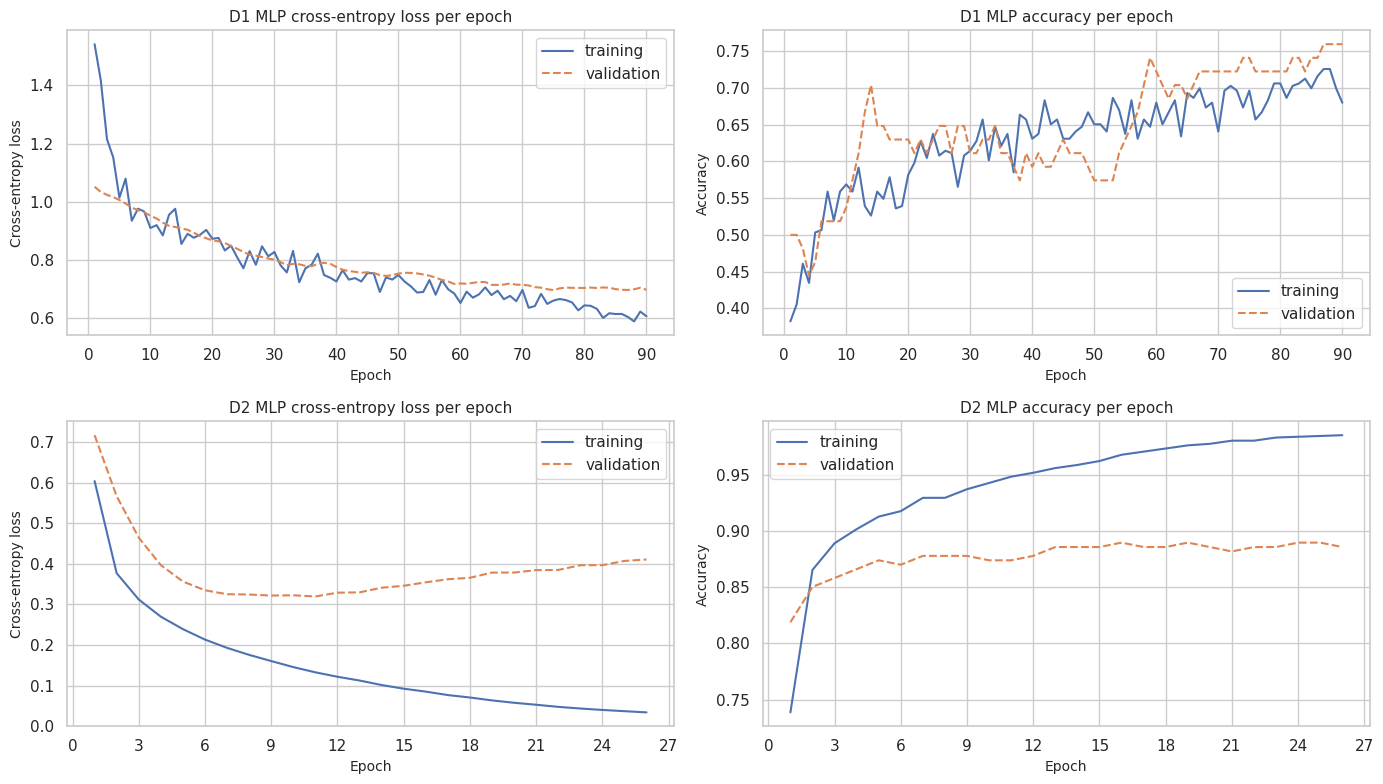 D1 MLP cross-entropy loss per epoch
training
validation
Cross-entropy loss
1.4
1.2
1.0
0.8
0.6
0 10 20 30 40 50 60 70 80 90
Epoch
D1 MLP accuracy per epoch
Accuracy
0.75
0.70
0.65
0.60
0.55
0.50
0.45
0.40
training
validation
0 10 20 30 40 50 60 70 80 90
Epoch
D2 MLP cross-entropy loss per epoch
training
validation
Cross-entropy loss
0.7
0.6
0.5
0.4
0.3
0.2
0.1
0.0
0 3 6 9 12 15 18 21 24 27
Epoch
D2 MLP accuracy per epoch
training
validation
Accuracy
0.95
0.90
0.85
0.80
0.75
0 3 6 9 12 15 18 21 24 27
Epoch